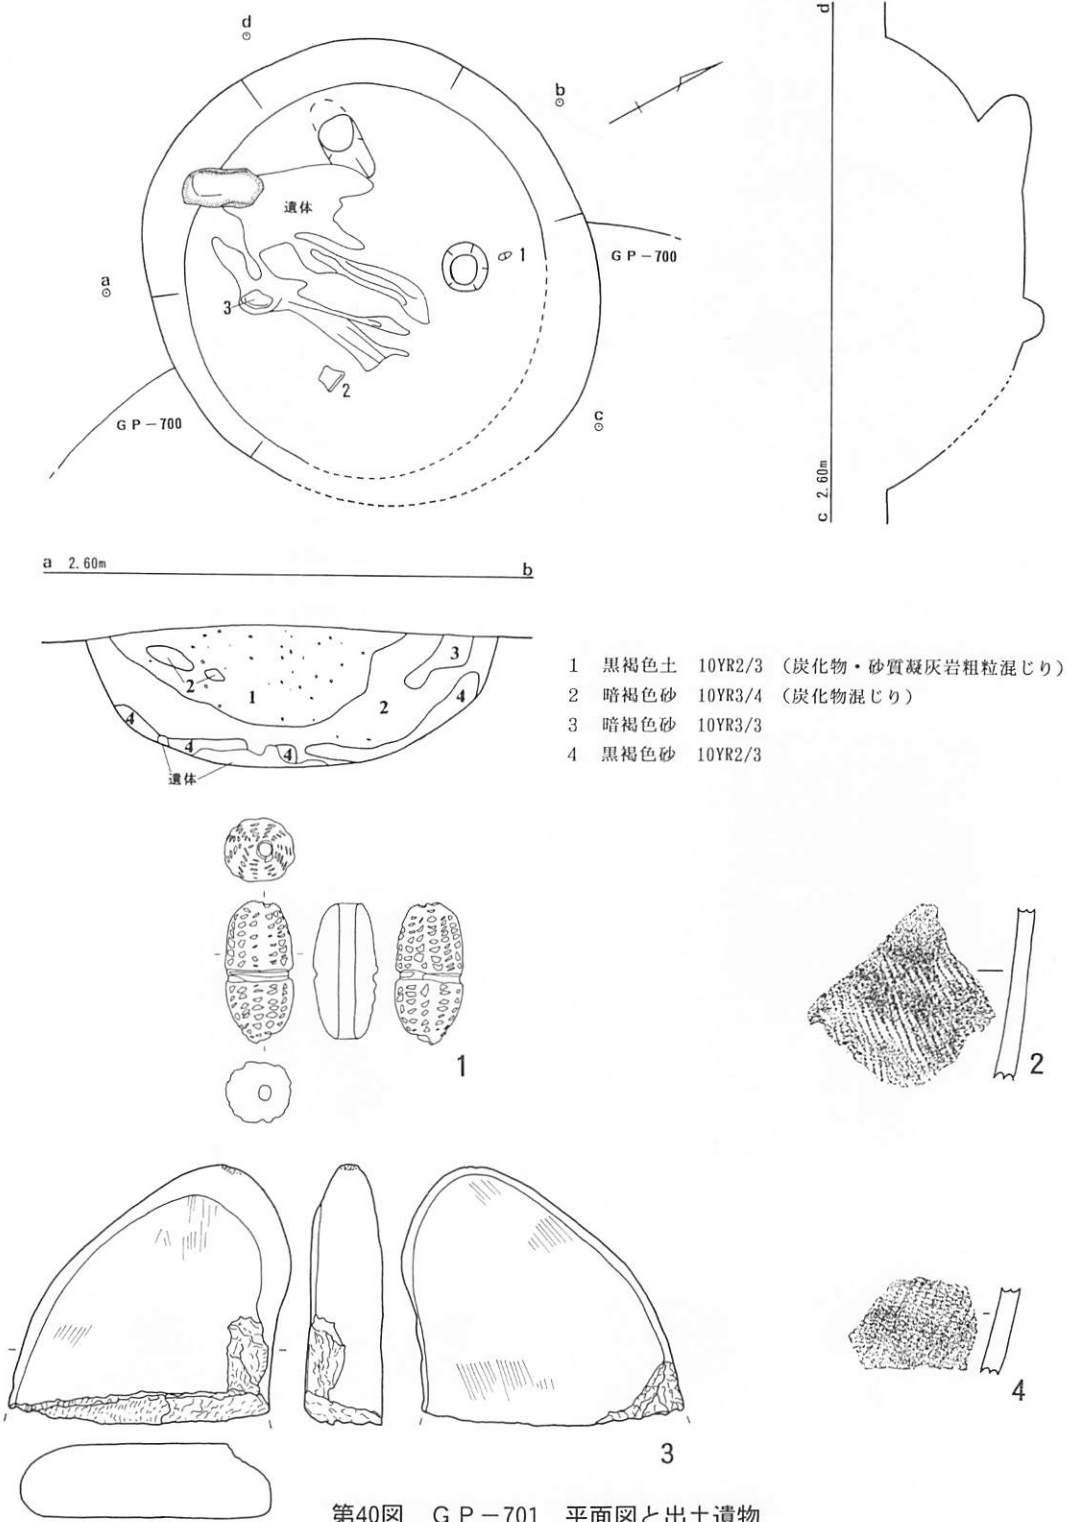 d
b
遺体
1
GP-700
a
3
2
GP-700
c
d
c 2.60m
a 2.60m
b
3
2
1
2
4
4
4
4
遺体
1 黒褐色土 10YR2/3 (炭化物・砂質凝灰岩粗粒混じり)
2 暗褐色砂 10YR3/4 (炭化物混じり)
3 暗褐色砂 10YR3/3
4 黒褐色砂 10YR2/3
1
2
3
4
第40図 GP-701 平面図と出土遺物